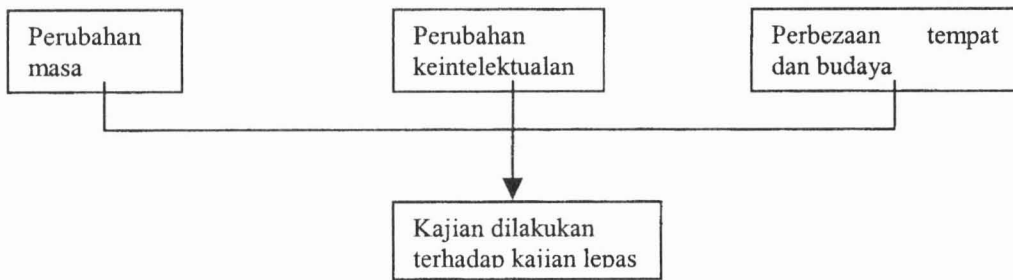 Perubahan
masa
Perubahan
keintelektualan
Perbezaan tempat
dan budaya
Kajian dilakukan
terhadap kajian lepas